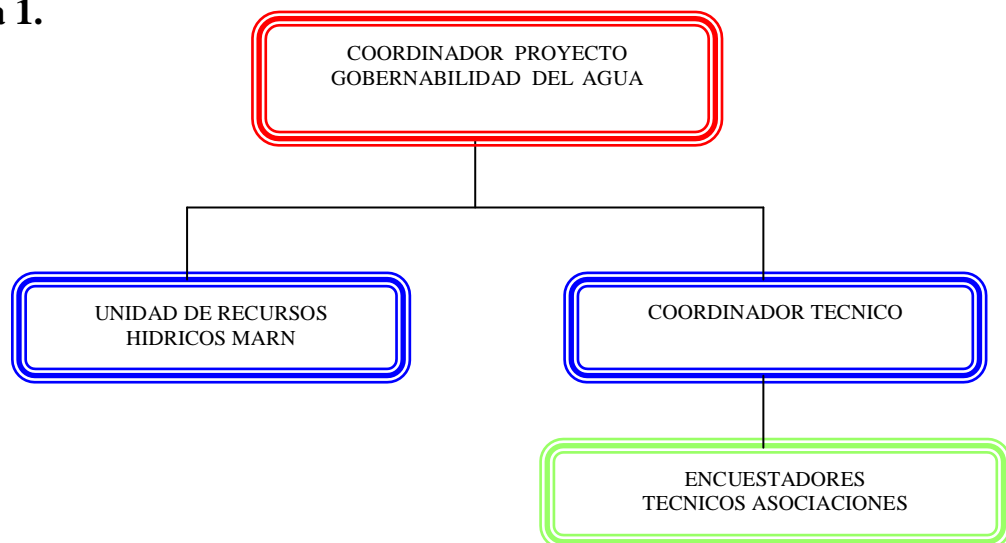 a 1.
COORDINADOR PROYECTO
GOBERNABILIDAD DEL AGUA
UNIDAD DE RECURSOS
HIDRICOS MARN
COORDINADOR TECNICO
ENCUESTADORES
TECNICOS ASOCIACIONES